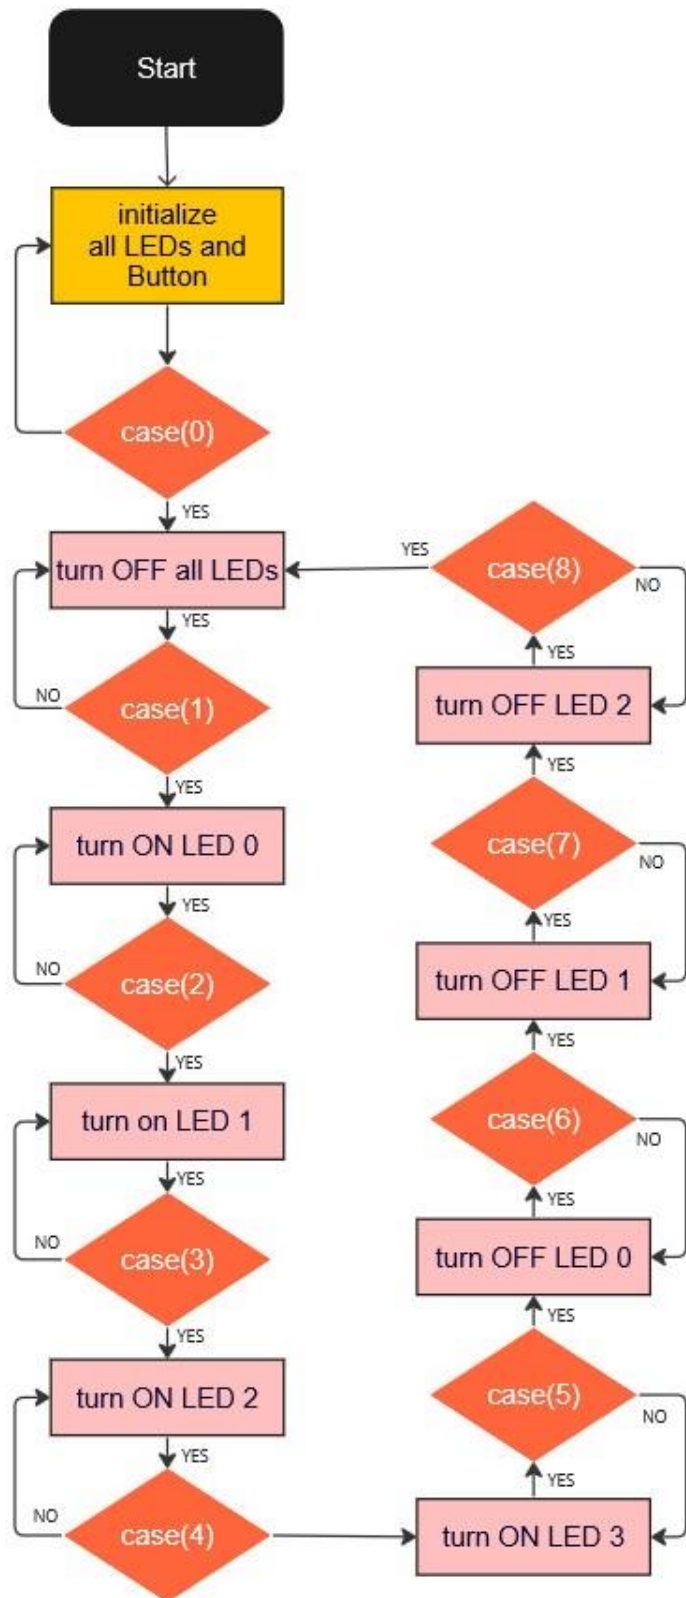 Start
initialize
all LEDs and
Button
case(0)
YES
turn OFF all LEDs
YES
NO
case(1)
YES
turn ON LED 0
YES
NO
case(2)
YES
turn on LED 1
YES
NO
case(3)
YES
turn ON LED 2
YES
NO
case(4)
turn ON LED 3
YES
case(5)
NO
YES
turn OFF LED 0
YES
case(6)
NO
YES
turn OFF LED 1
YES
case(7)
NO
YES
turn OFF LED 2
YES
case(8)
NO
YES